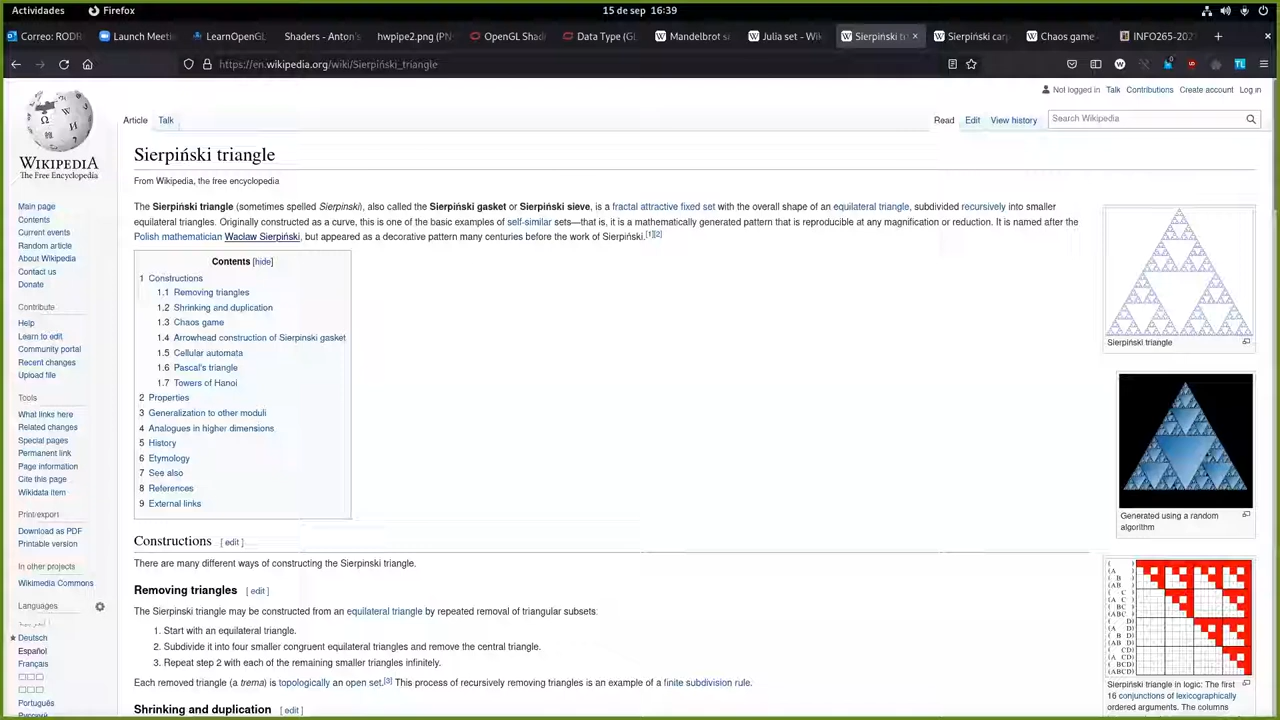 Actividades Firefox 15 de sep 16:39
Correo: RODR Launch Meeti LearnOpenGL Shaders - Anton's hwpipe2.png (PN OpenGL Shadi Data Type (GL Mandelbrot s Julia set - Wik Sierpiński tr × Sierpiński car Chaos game INFO265-202
https://en.wikipedia.org/wiki/Sierpiński_triangle
Not logged in Talk Contributions Create account Log in
Article Talk Read Edit View history Search Wikipedia
WIKIPEDIA
The Free Encyclopedia
Main page
Contents
Current events
Random article
About Wikipedia
Contact us
Donate
Contribute
Help
Learn to edit
Community portal
Recent changes
Upload file
Tools
What links here
Related changes
Special pages
Permanent link
Page information
Cite this page
Wikidata item
Print/export
Download as PDF
Printable version
In other projects
Wikimedia Commons
Languages
Deutsch
Español
Français
Português
Русский
Sierpiński triangle
From Wikipedia, the free encyclopedia
The Sierpiński triangle (sometimes spelled Sierpinski), also called the Sierpiński gasket or Sierpiński sieve, is a fractal attractive fixed set with the overall shape of an equilateral triangle, subdivided recursively into smaller
equilateral triangles. Originally constructed as a curve, this is one of the basic examples of self-similar sets—that is, it is a mathematically generated pattern that is reproducible at any magnification or reduction. It is named after the
Polish mathematician Wacław Sierpiński, but appeared as a decorative pattern many centuries before the work of Sierpiński.[1][2]
Contents [hide]
1 Constructions
1.1 Removing triangles
1.2 Shrinking and duplication
1.3 Chaos game
1.4 Arrowhead construction of Sierpinski gasket
1.5 Cellular automata
1.6 Pascal's triangle
1.7 Towers of Hanoi
2 Properties
3 Generalization to other moduli
4 Analogues in higher dimensions
5 History
6 Etymology
7 See also
8 References
9 External links
Constructions [ edit ]
There are many different ways of constructing the Sierpinski triangle.
Removing triangles [ edit ]
The Sierpinski triangle may be constructed from an equilateral triangle by repeated removal of triangular subsets:
1. Start with an equilateral triangle.
2. Subdivide it into four smaller congruent equilateral triangles and remove the central triangle.
3. Repeat step 2 with each of the remaining smaller triangles infinitely.
Each removed triangle (a trema) is topologically an open set.[3] This process of recursively removing triangles is an example of a finite subdivision rule.
Shrinking and duplication [ edit ]
Sierpiński triangle
Generated using a random
algorithm
( )
(A )
( B )
(AB )
( C )
(A C )
( BC )
(ABC )
( D)
(A D)
( B D)
(AB D)
( CD)
(A CD)
( BCD)
(ABCD)
Sierpiński triangle in logic: The first
16 conjunctions of lexicographically
ordered arguments. The columns